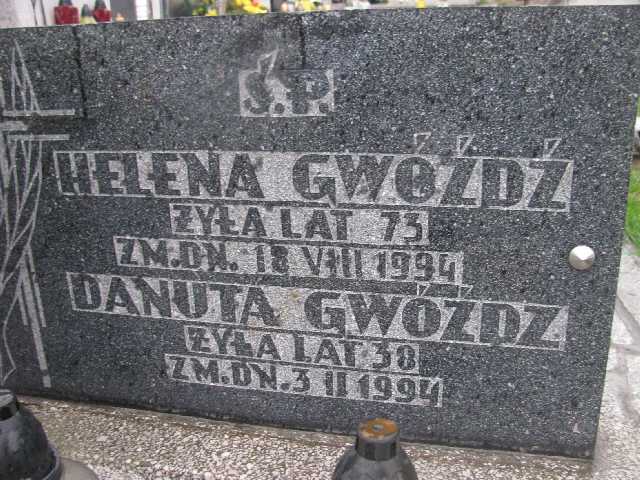 Ś.P.
HELENA GWÓŹDŹ
ŻYŁA LAT 73
ZM.DN. 18 VIII 1994
DANUTA GWÓŹDŹ
ŻYŁA LAT 38
ZM.DN. 3 II 1994